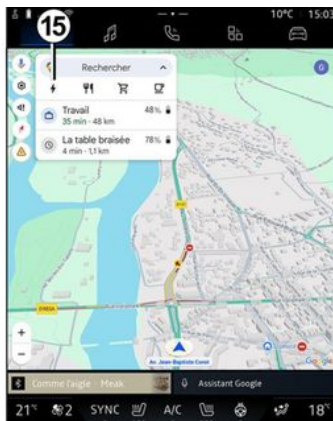 15
10°C 15:03
Rechercher
G
Travail 48%
35 min - 48 km
La table braisée 78%
4 min - 1,1 km
+
−
Av. Jean-Baptiste Canot
Comme l'aigle - Meak
Assistant Google
21° 2 SYNC A/C 18°